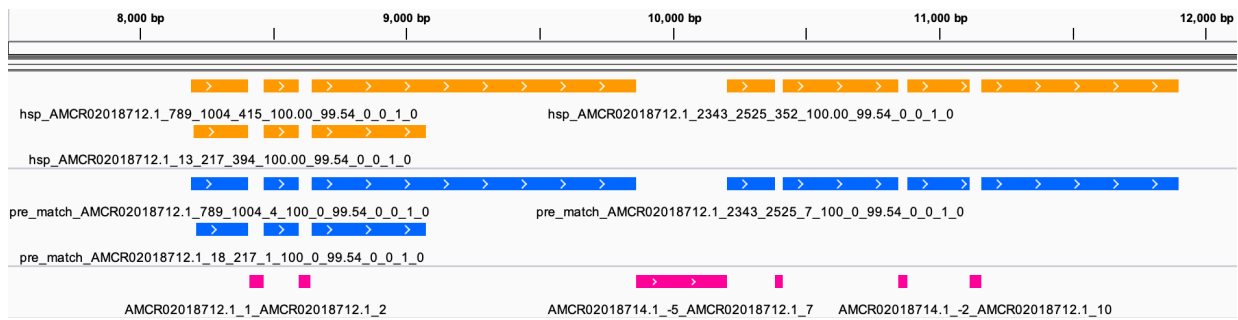 8,000 bp 9,000 bp 10,000 bp 11,000 bp 12,000 bp
hsp_AMCR02018712.1_789_1004_415_100.00_99.54_0_0_1_0 hsp_AMCR02018712.1_2343_2525_352_100.00_99.54_0_0_1_0
hsp_AMCR02018712.1_13_217_394_100.00_99.54_0_0_1_0
pre_match_AMCR02018712.1_789_1004_4_100_0_99.54_0_0_1_0 pre_match_AMCR02018712.1_2343_2525_7_100_0_99.54_0_0_1_0
pre_match_AMCR02018712.1_18_217_1_100_0_99.54_0_0_1_0
AMCR02018712.1_1_AMCR02018712.1_2 AMCR02018714.1_-5_AMCR02018712.1_7 AMCR02018714.1_-2_AMCR02018712.1_10